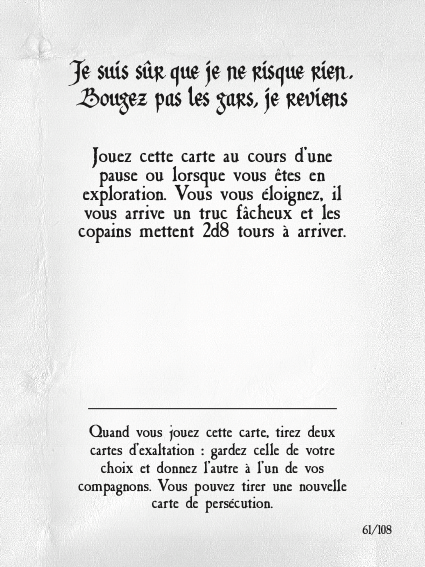 Je suis sûr que je ne risque rien.
Bougez pas les gars, je reviens
Jouez cette carte au cours d'une
pause ou lorsque vous êtes en
exploration. Vous vous éloignez, il
vous arrive un truc fâcheux et les
copains mettent 2d8 tours à arriver.
Quand vous jouez cette carte, tirez deux
cartes d'exaltation : gardez celle de votre
choix et donnez l'autre à l'un de vos
compagnons. Vous pouvez tirer une nouvelle
carte de persécution.
61/108